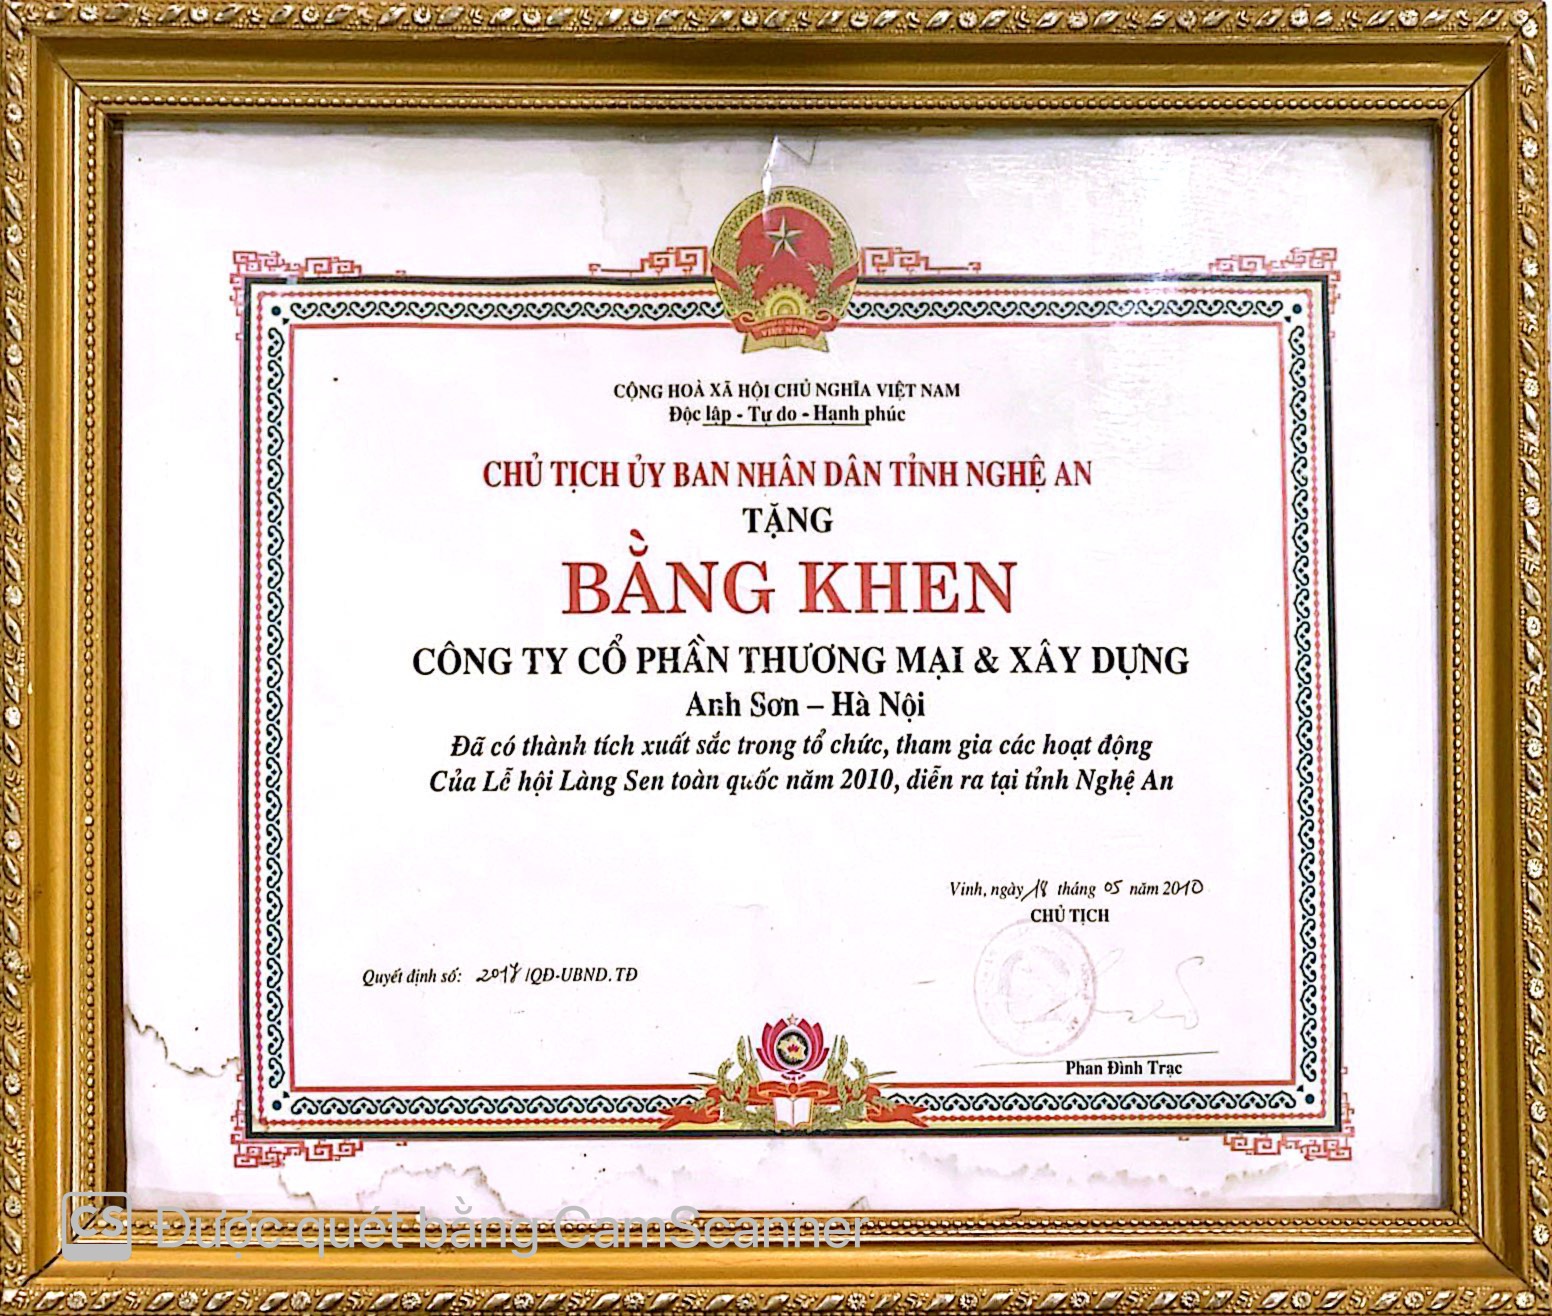 VIỆT NAM
CỘNG HOÀ XÃ HỘI CHỦ NGHĨA VIỆT NAM
Độc lập - Tự do - Hạnh phúc
CHỦ TỊCH ỦY BAN NHÂN DÂN TỈNH NGHỆ AN
TẶNG
BẰNG KHEN
CÔNG TY CỔ PHẦN THƯƠNG MẠI & XÂY DỰNG
Anh Sơn – Hà Nội
Đã có thành tích xuất sắc trong tổ chức, tham gia các hoạt động
Của Lễ hội Làng Sen toàn quốc năm 2010, diễn ra tại tỉnh Nghệ An
Vinh, ngày 18 tháng 05 năm 2010
CHỦ TỊCH
Quyết định số: 2017 /QĐ-UBND.TĐ
Phan Đình Trạc
CS Được quét bằng CamScanner